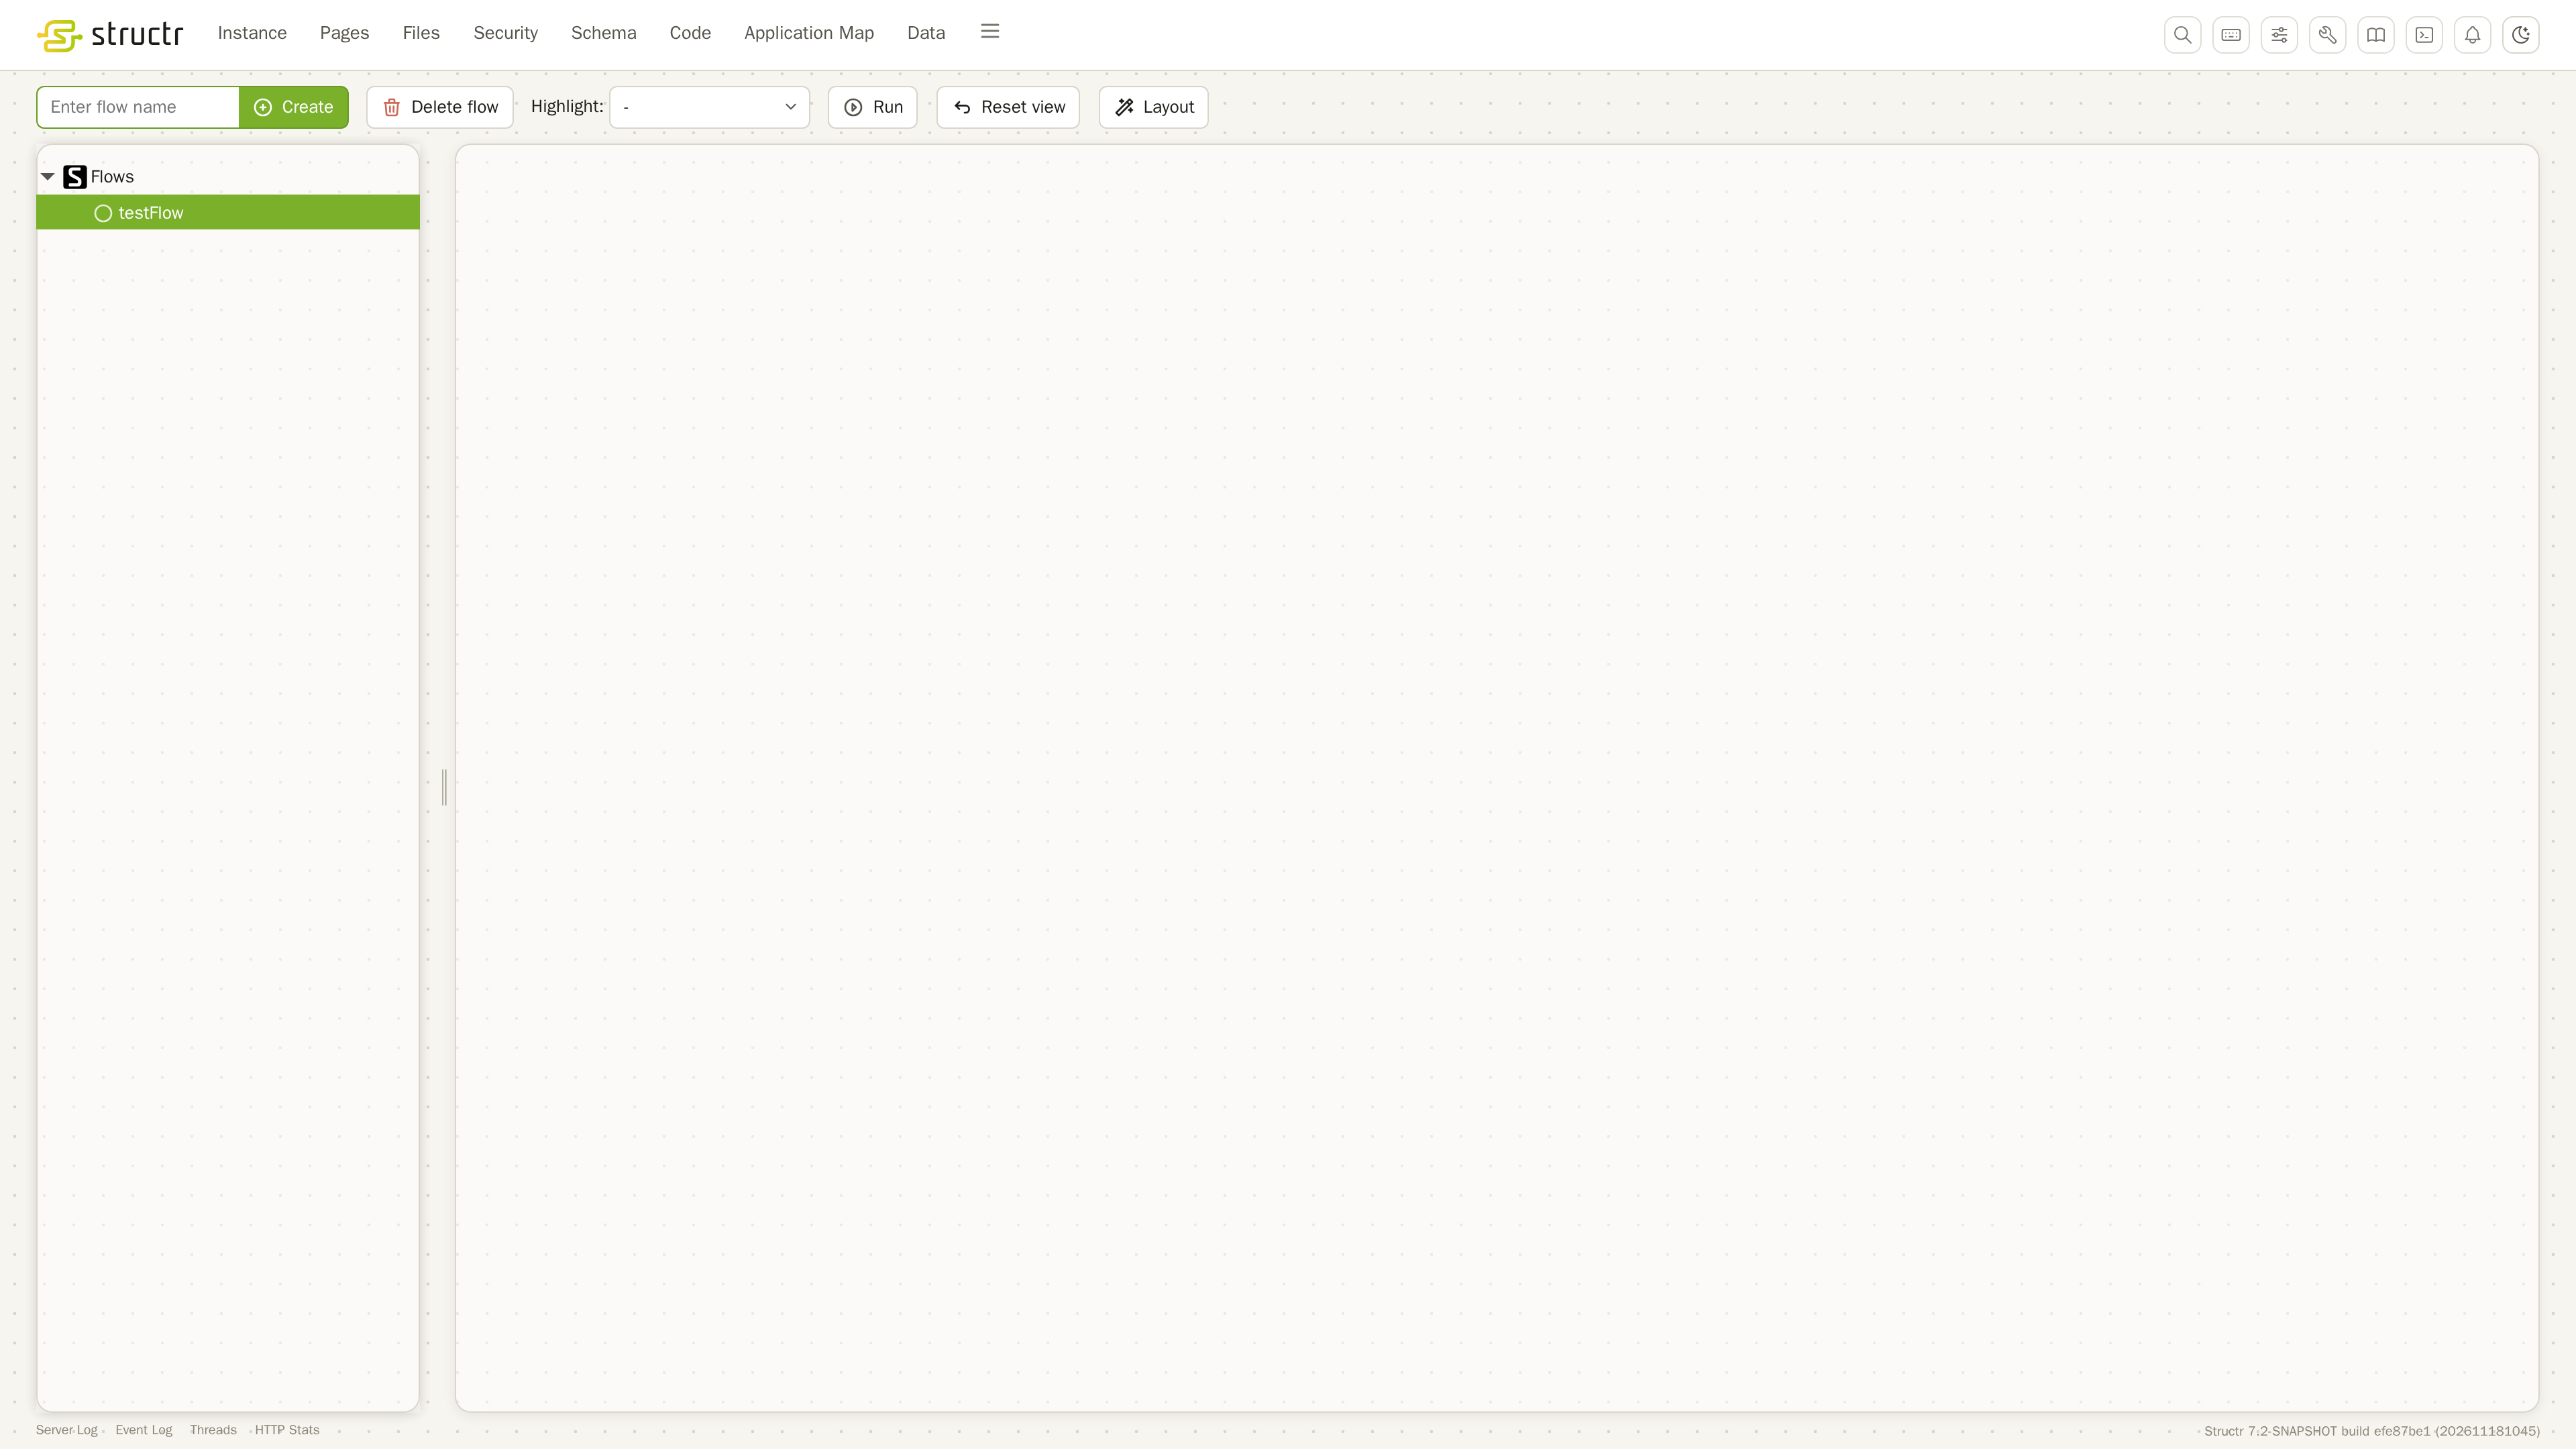 structr Instance Pages Files Security Schema Code Application Map Data
Enter flow name Create Delete flow Highlight: - Run Reset view Layout
Flows
testFlow
Server Log Event Log Threads HTTP Stats Structr 7.2-SNAPSHOT build efe87be1 (202611181045)